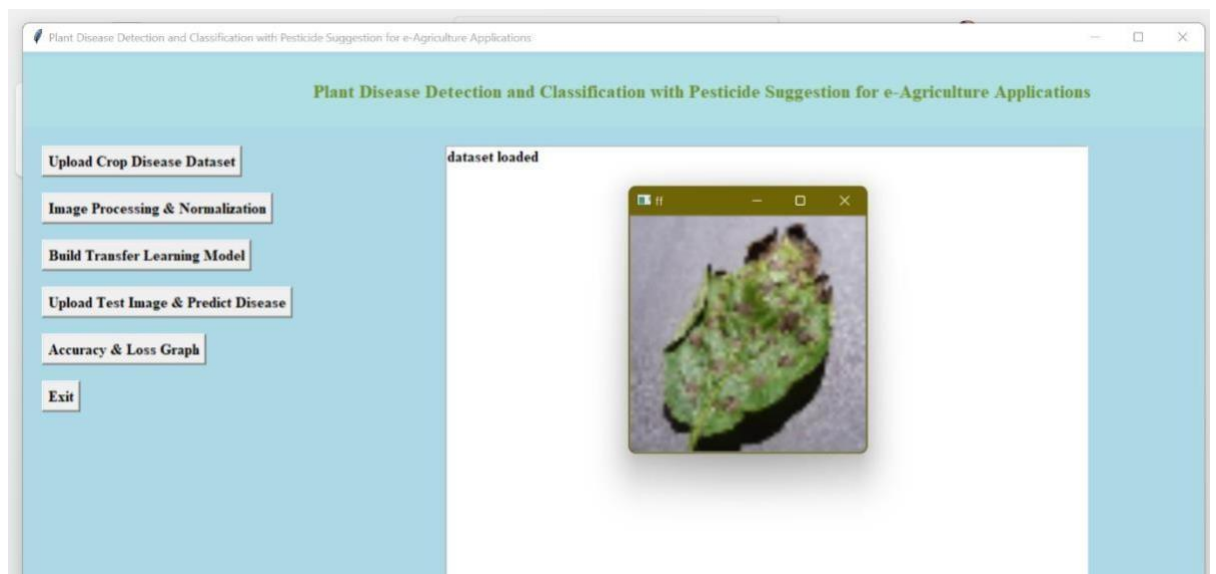 Plant Disease Detection and Classification with Pesticide Suggestion for e-Agriculture Applications
Plant Disease Detection and Classification with Pesticide Suggestion for e-Agriculture Applications
Upload Crop Disease Dataset
Image Processing & Normalization
Build Transfer Learning Model
Upload Test Image & Predict Disease
Accuracy & Loss Graph
Exit
dataset loaded
ff